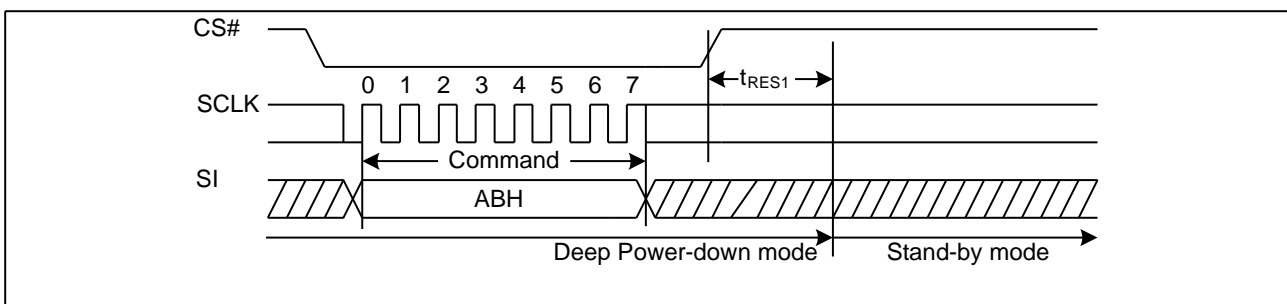 CS#
tRES1
0 1 2 3 4 5 6 7
SCLK
Command
SI
ABH
Deep Power-down mode Stand-by mode